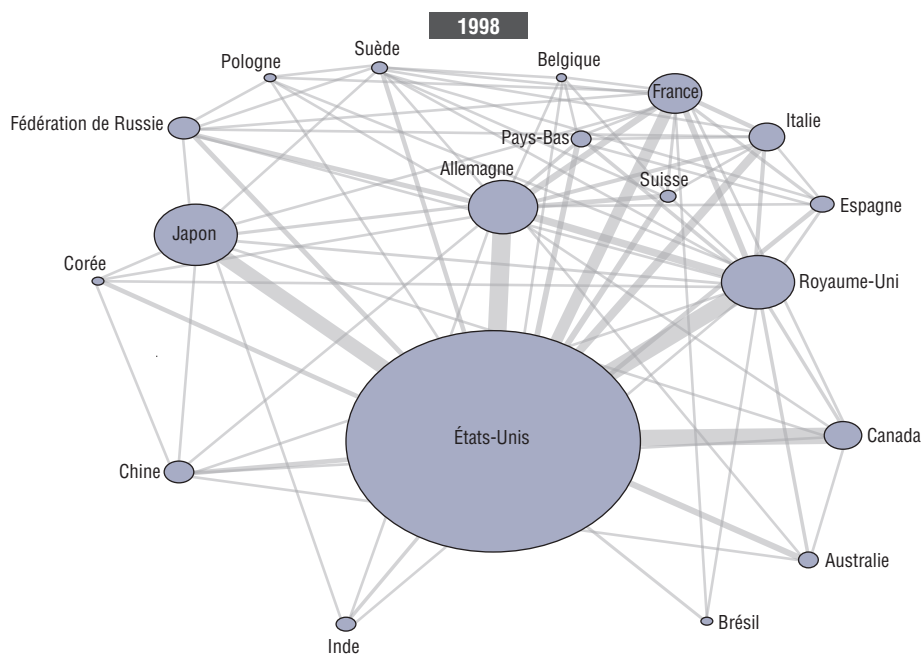 1998
Pologne
Suède
Belgique
France
Fédération de Russie
Pays-Bas
Italie
Allemagne
Suisse
Espagne
Japon
Corée
Royaume-Uni
États-Unis
Canada
Chine
Australie
Inde
Brésil